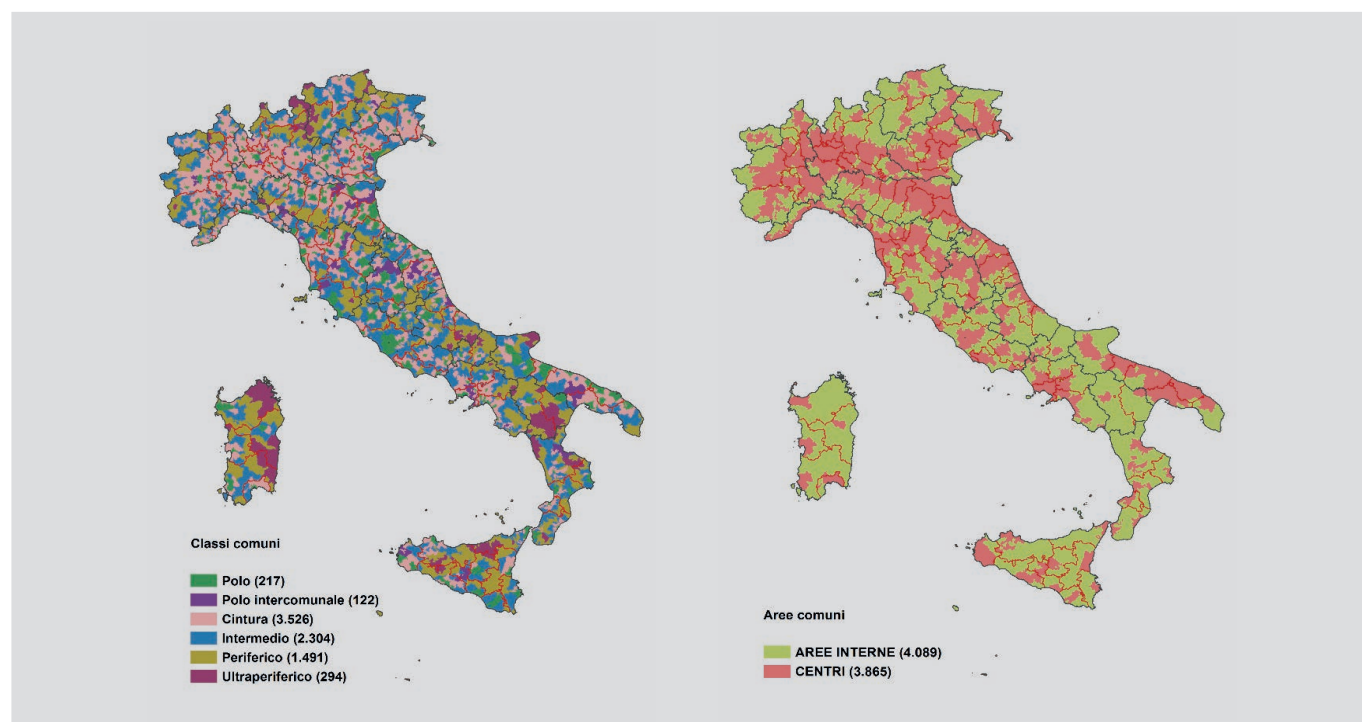 Classi comuni
Polo (217)
Polo intercomunale (122)
Cintura (3.526)
Intermedio (2.304)
Periferico (1.491)
Ultraperiferico (294)
Aree comuni
AREE INTERNE (4.089)
CENTRI (3.865)